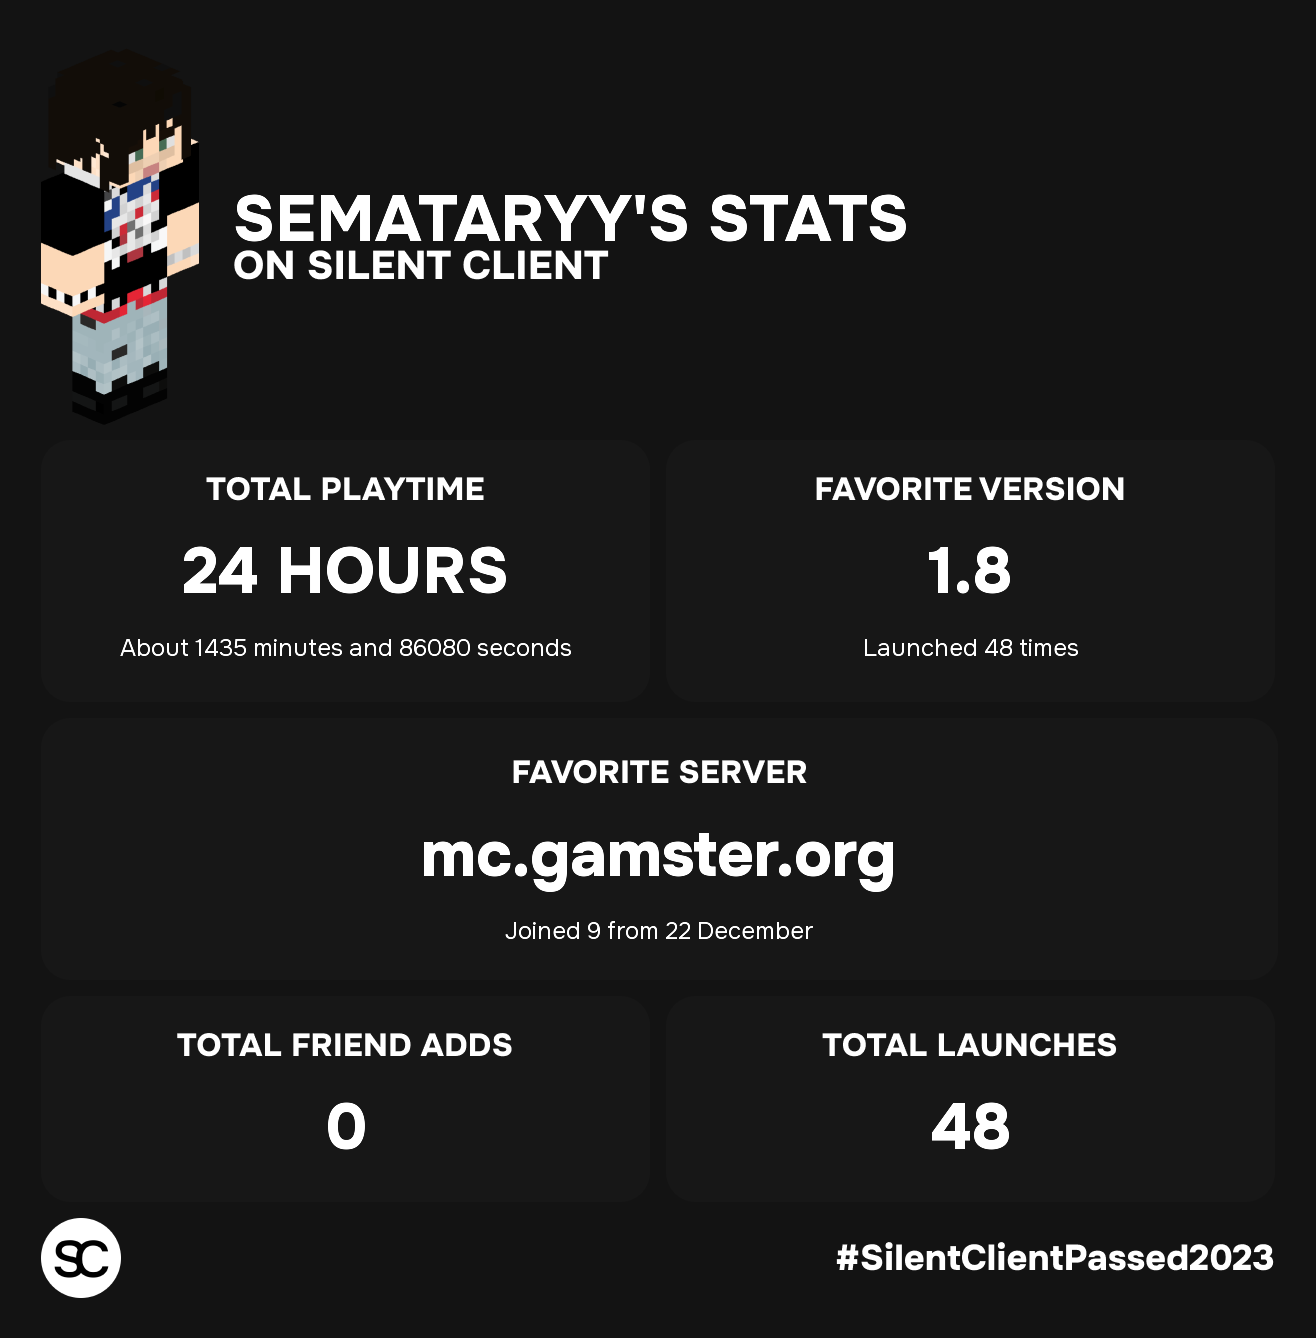 SEMATARYY'S STATS
ON SILENT CLIENT
TOTAL PLAYTIME
24 HOURS
About 1435 minutes and 86080 seconds
FAVORITE VERSION
1.8
Launched 48 times
FAVORITE SERVER
mc.gamster.org
Joined 9 from 22 December
TOTAL FRIEND ADDS
0
TOTAL LAUNCHES
48
SC
#SilentClientPassed2023